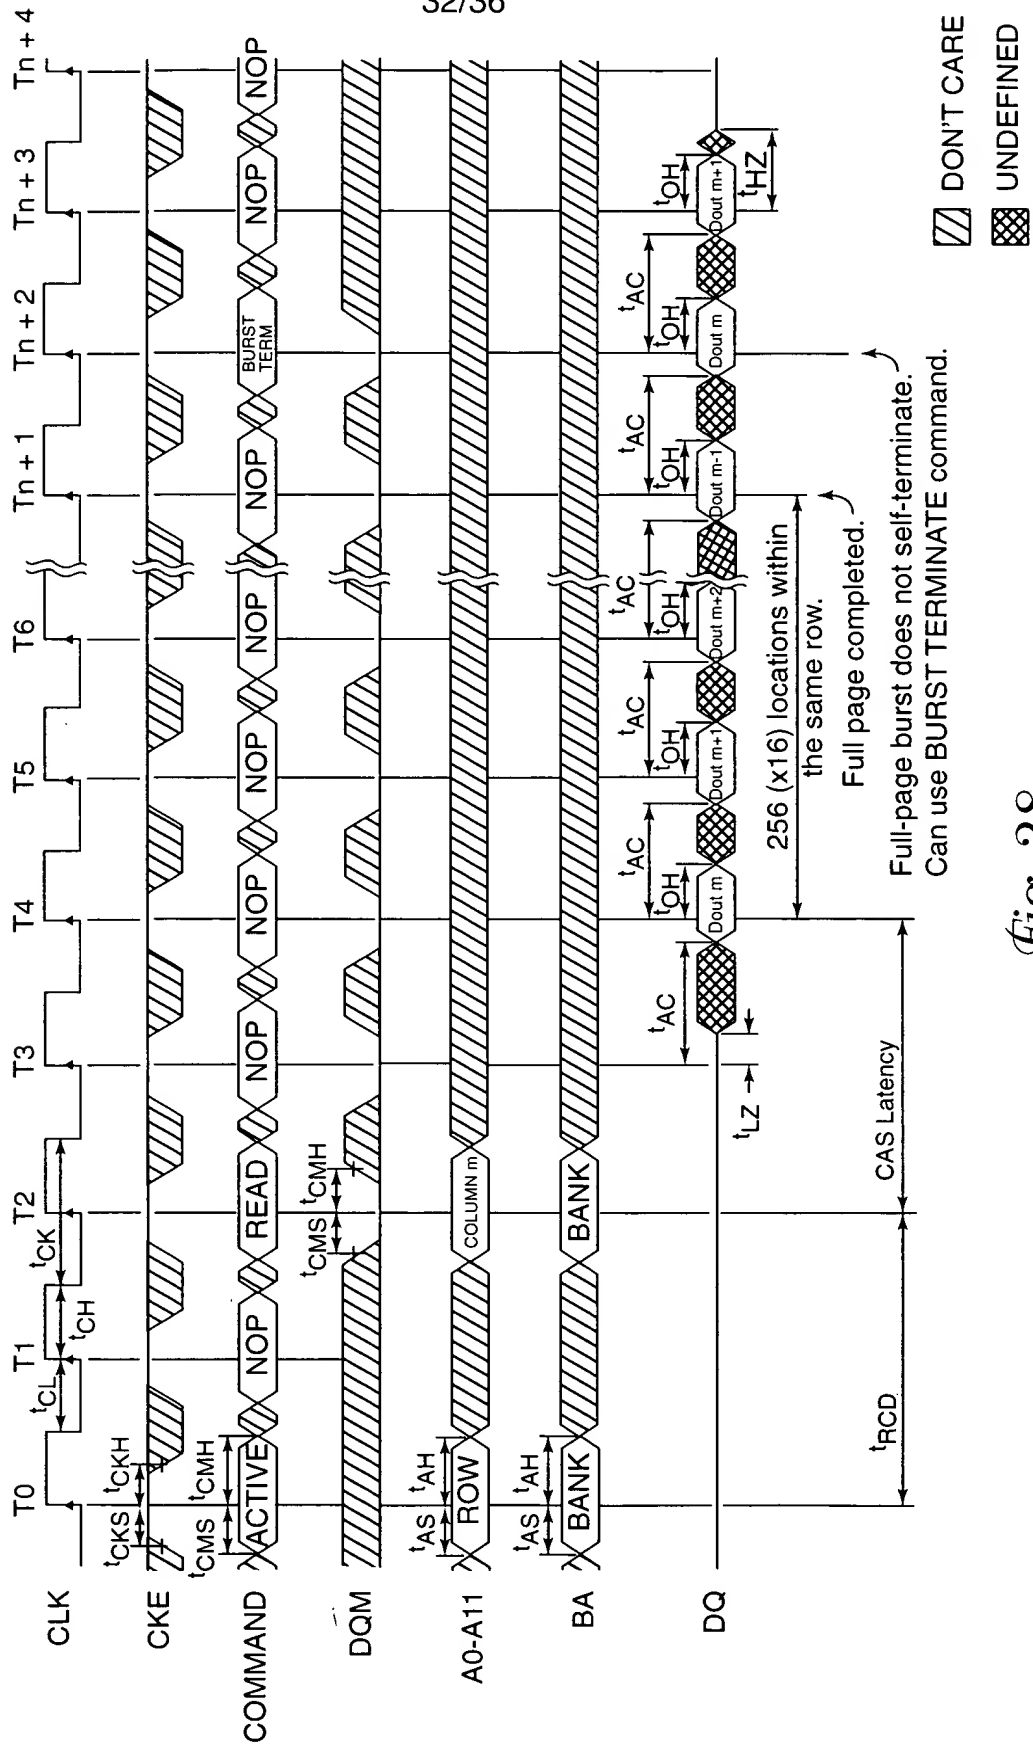 32/36
T0 T1 T2 T3 T4 T5 T6 Tn + 1 Tn + 2 Tn + 3 Tn + 4
CLK
tCL tCH tCK
CKE
tCKS tCKH
COMMAND
tCMS tCMH
ACTIVE NOP READ NOP NOP NOP NOP NOP BURST TERM NOP NOP
DQM
tCMS tCMH
A0-A11
tAS tAH
ROW COLUMN m
BA
tAS tAH
BANK BANK
tAC tAC tAC tAC tAC tAC
tOH tOH tOH tOH tOH tOH
DQ
Dout m Dout m+1 Dout m+2 Dout m-1 Dout m Dout m+1
tLZ tHZ
256 (x16) locations within
the same row.
Full page completed.
Full-page burst does not self-terminate.
Can use BURST TERMINATE command.
tRCD CAS Latency
DON'T CARE
UNDEFINED
Fig. 28